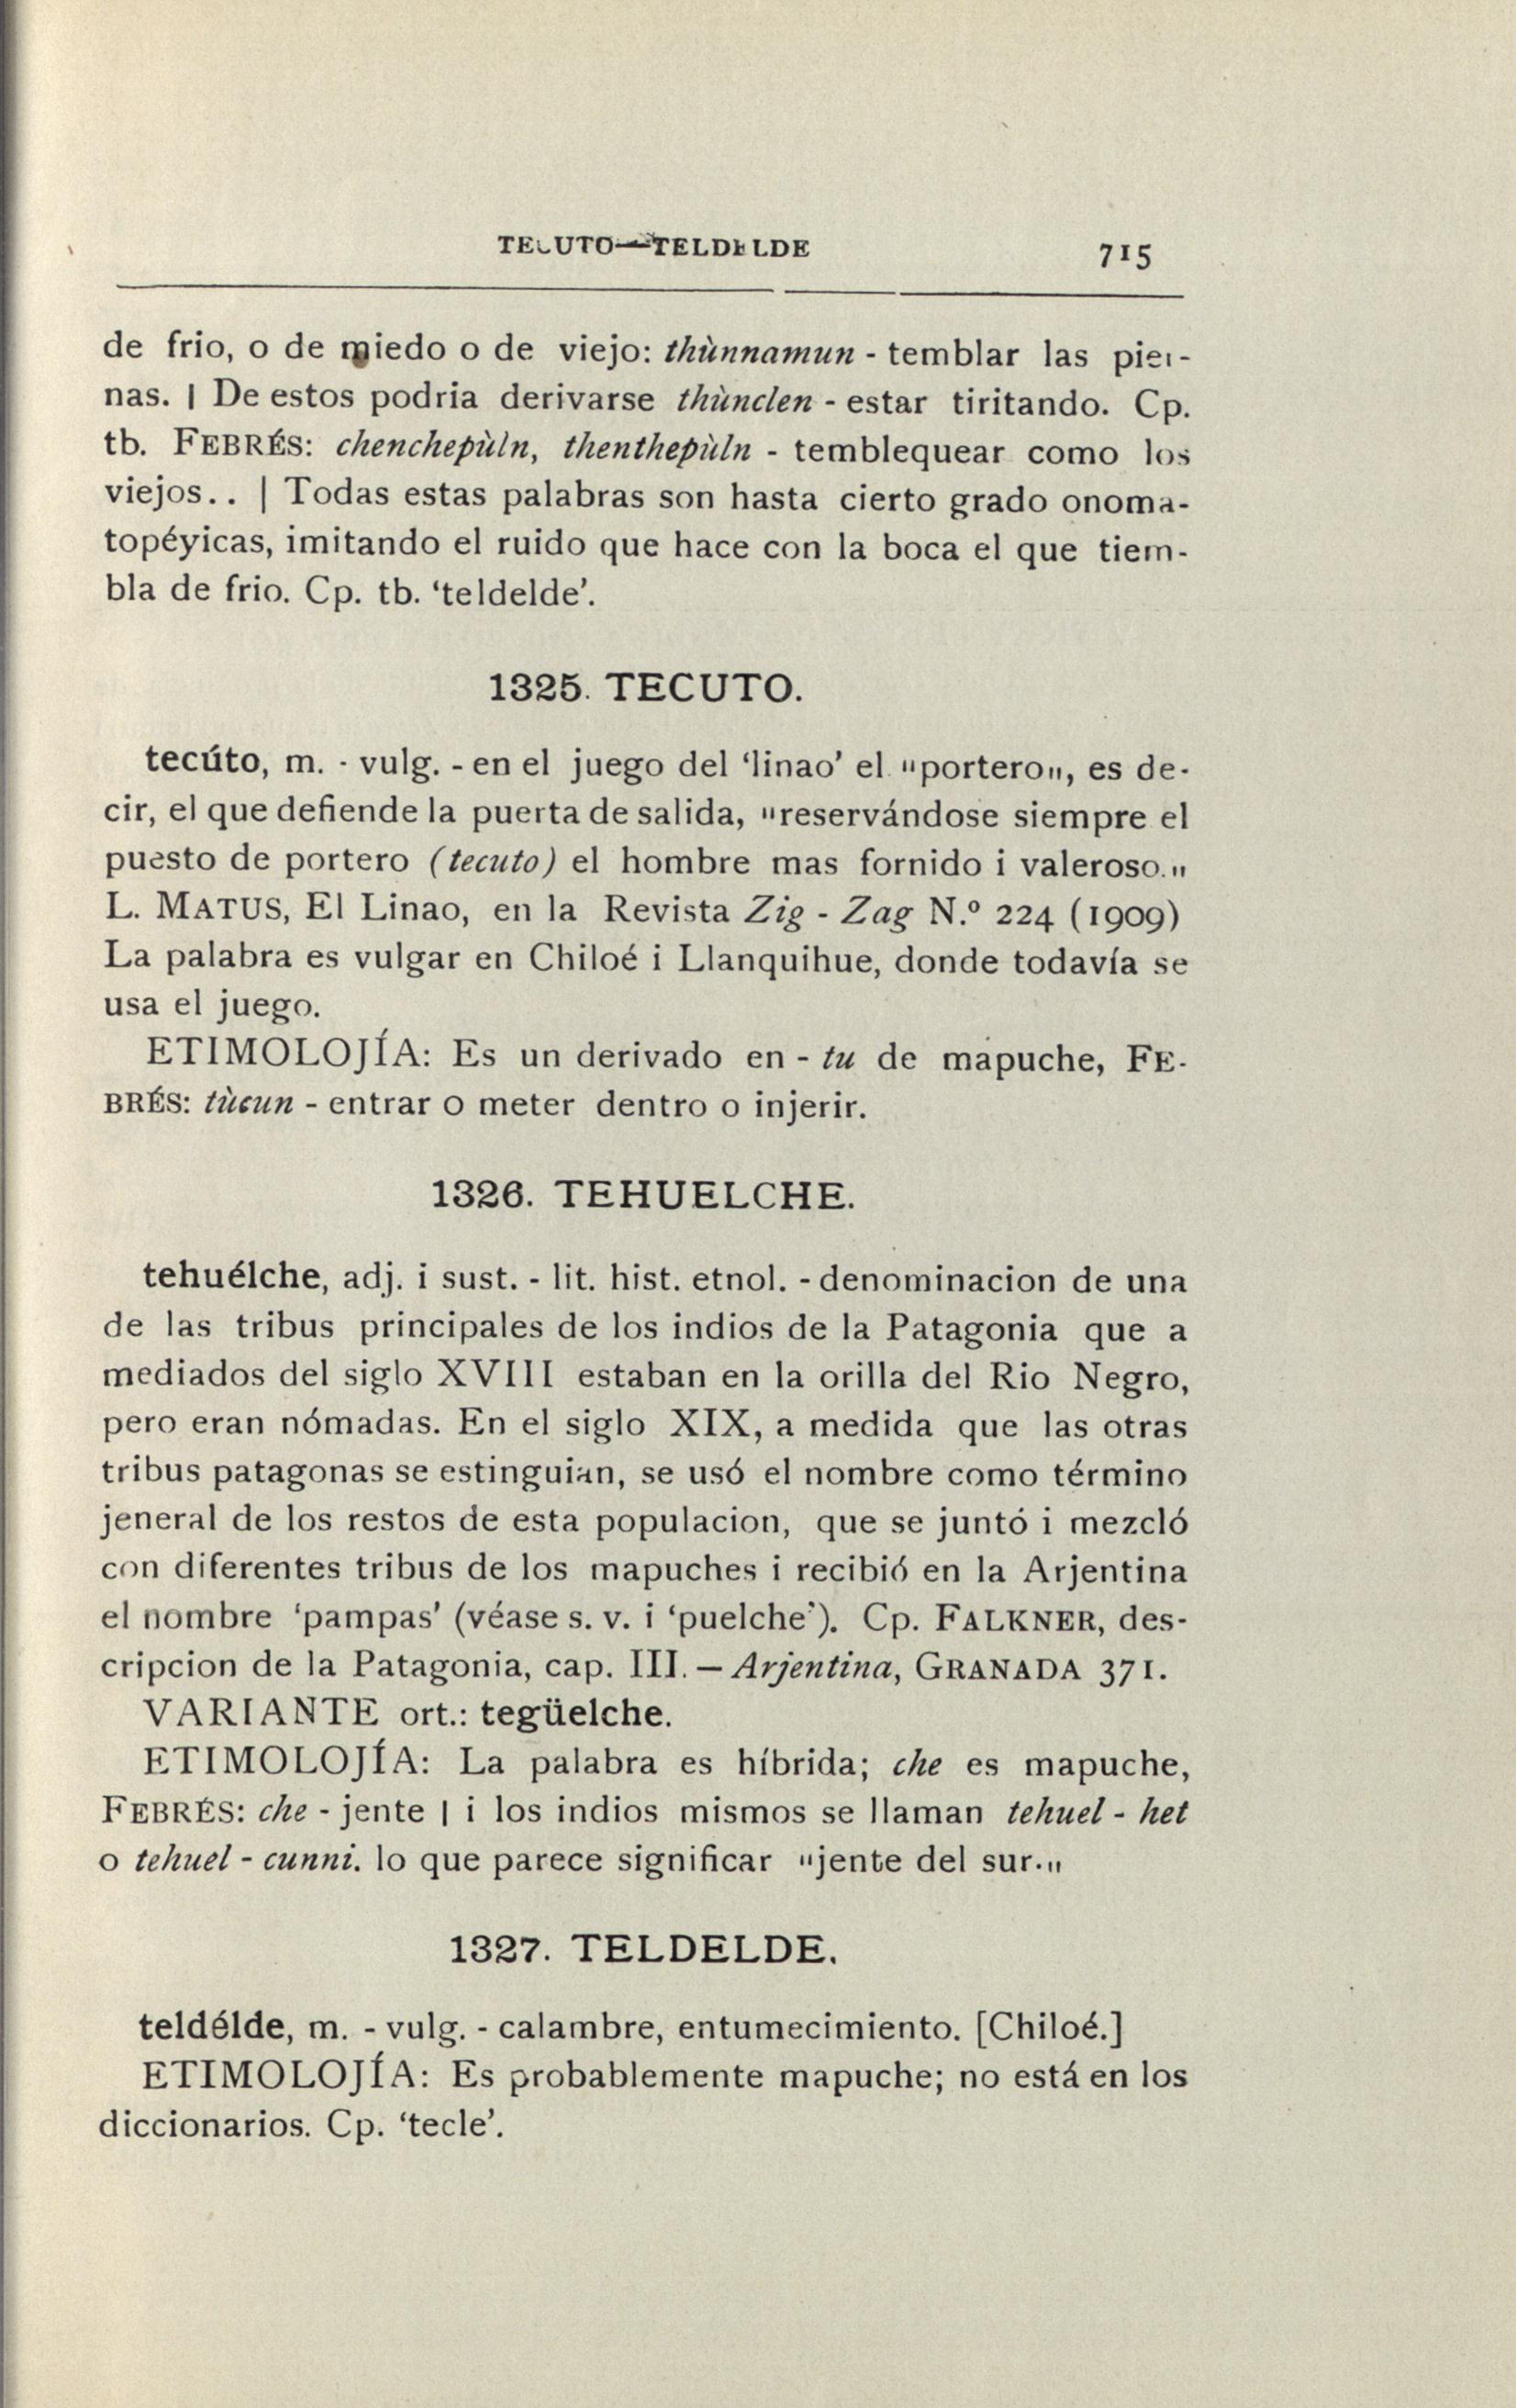 TECUTO—TELDELDE 715
de frio, o de miedo o de viejo: thùnnamun - temblar las pier-
nas. | De estos podria derivarse thùnclen - estar tiritando. Cp.
tb. FEBRÉS: chenchepùln, thenthepùln - temblequear como los
viejos. . | Todas estas palabras son hasta cierto grado onoma-
topéyicas, imitando el ruido que hace con la boca el que tiem-
bla de frio. Cp. tb. ‘teldelde’.
1325. TECUTO.
tecúto, m. - vulg. - en el juego del ‘linao’ el "portero", es de-
cir, el que defiende la puerta de salida, "reservándose siempre el
puesto de portero (tecuto) el hombre mas fornido i valeroso."
L. MATUS, El Linao, en la Revista Zig - Zag N.º 224 (1909)
La palabra es vulgar en Chiloé i Llanquihue, donde todavía se
usa el juego.
ETIMOLOJÍA: Es un derivado en - tu de mapuche, FE-
BRÉS: tùcun - entrar o meter dentro o injerir.
1326. TEHUELCHE.
tehuélche, adj. i sust. - lit. hist. etnol. - denominacion de una
de las tribus principales de los indios de la Patagonia que a
mediados del siglo XVIII estaban en la orilla del Rio Negro,
pero eran nómadas. En el siglo XIX, a medida que las otras
tribus patagonas se estinguian, se usó el nombre como término
jeneral de los restos de esta populacion, que se juntó i mezcló
con diferentes tribus de los mapuches i recibió en la Arjentina
el nombre ‘pampas’ (véase s. v. i ‘puelche’). Cp. FALKNER, des-
cripcion de la Patagonia, cap. III. — Arjentina, GRANADA 371.
VARIANTE ort.: tegüelche.
ETIMOLOJÍA: La palabra es híbrida; che es mapuche,
FEBRÉS: che - jente | i los indios mismos se llaman tehuel - het
o tehuel - cunni. lo que parece significar "jente del sur."
1327. TELDELDE.
teldélde, m. - vulg. - calambre, entumecimiento. [Chiloé.]
ETIMOLOJÍA: Es probablemente mapuche; no está en los
diccionarios. Cp. ‘tecle’.